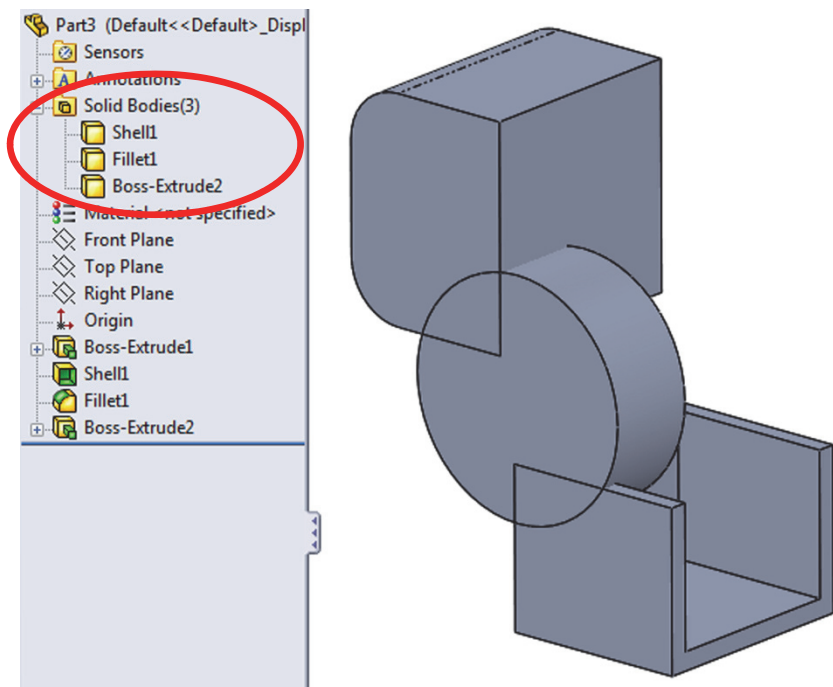 Part3 (Default<<Default>_Displ
Sensors
A Annotations
Solid Bodies(3)
Shell1
Fillet1
Boss-Extrude2
Material <not specified>
Front Plane
Top Plane
Right Plane
Origin
Boss-Extrude1
Shell1
Fillet1
Boss-Extrude2